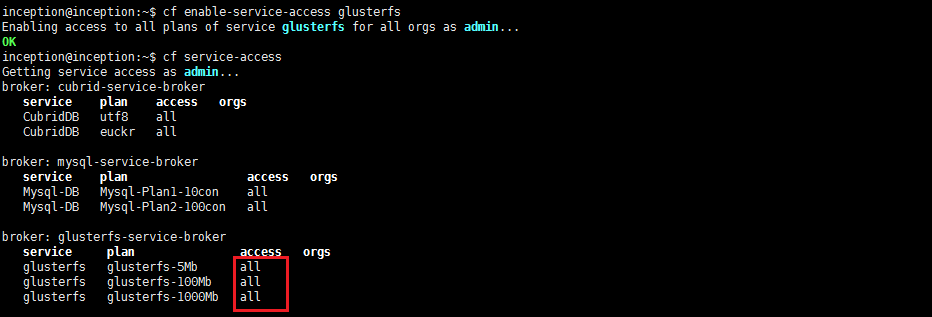 inception@inception:~$ cf enable-service-access glusterfs
Enabling access to all plans of service glusterfs for all orgs as admin...
OK
inception@inception:~$ cf service-access
Getting service access as admin...
broker: cubrid-service-broker
   service    plan    access   orgs
   CubridDB   utf8    all
   CubridDB   euckr   all

broker: mysql-service-broker
   service    plan                 access   orgs
   Mysql-DB   Mysql-Plan1-10con    all
   Mysql-DB   Mysql-Plan2-100con   all

broker: glusterfs-service-broker
   service     plan               access   orgs
   glusterfs   glusterfs-5Mb      all
   glusterfs   glusterfs-100Mb    all
   glusterfs   glusterfs-1000Mb   all